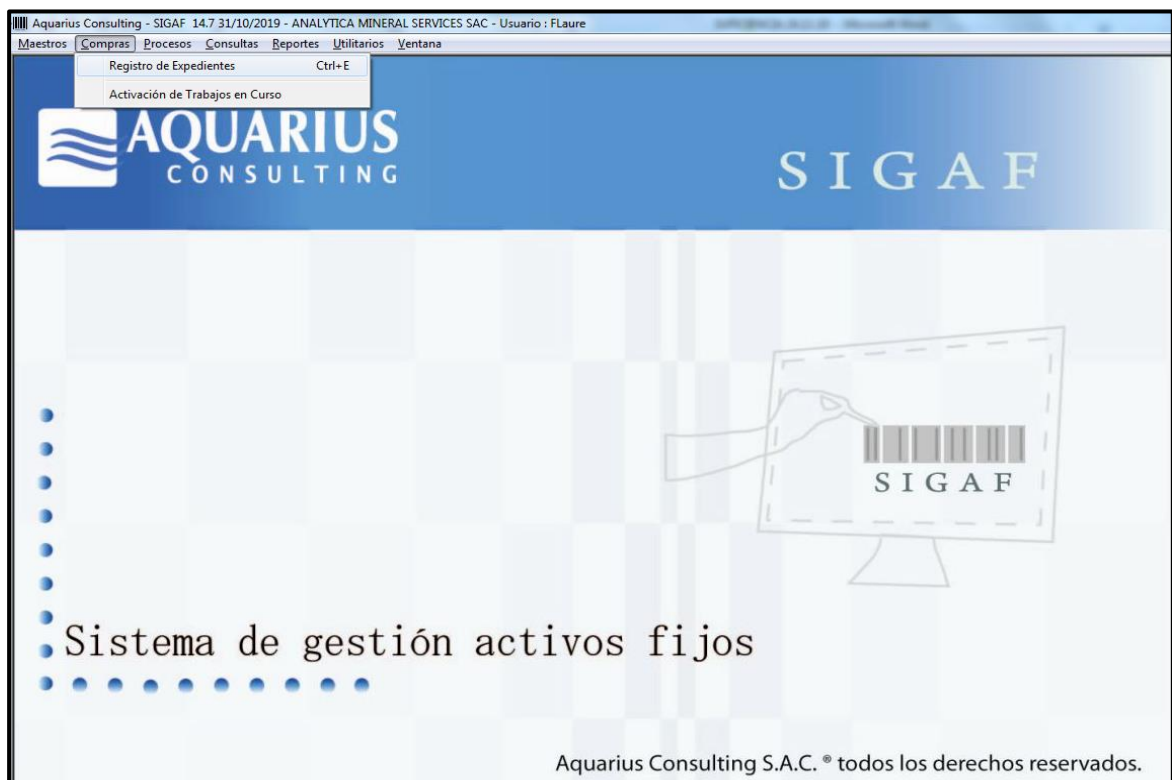 Aquarius Consulting - SIGAF 14.7 31/10/2019 - ANALYTICA MINERAL SERVICES SAC - Usuario : FLaure
Maestros Compras Procesos Consultas Reportes Utilitarios Ventana
Registro de Expedientes Ctrl+E
Activación de Trabajos en Curso
AQUARIUS
CONSULTING
SIGAF
SIGAF
Sistema de gestión activos fijos
Aquarius Consulting S.A.C. ® todos los derechos reservados.